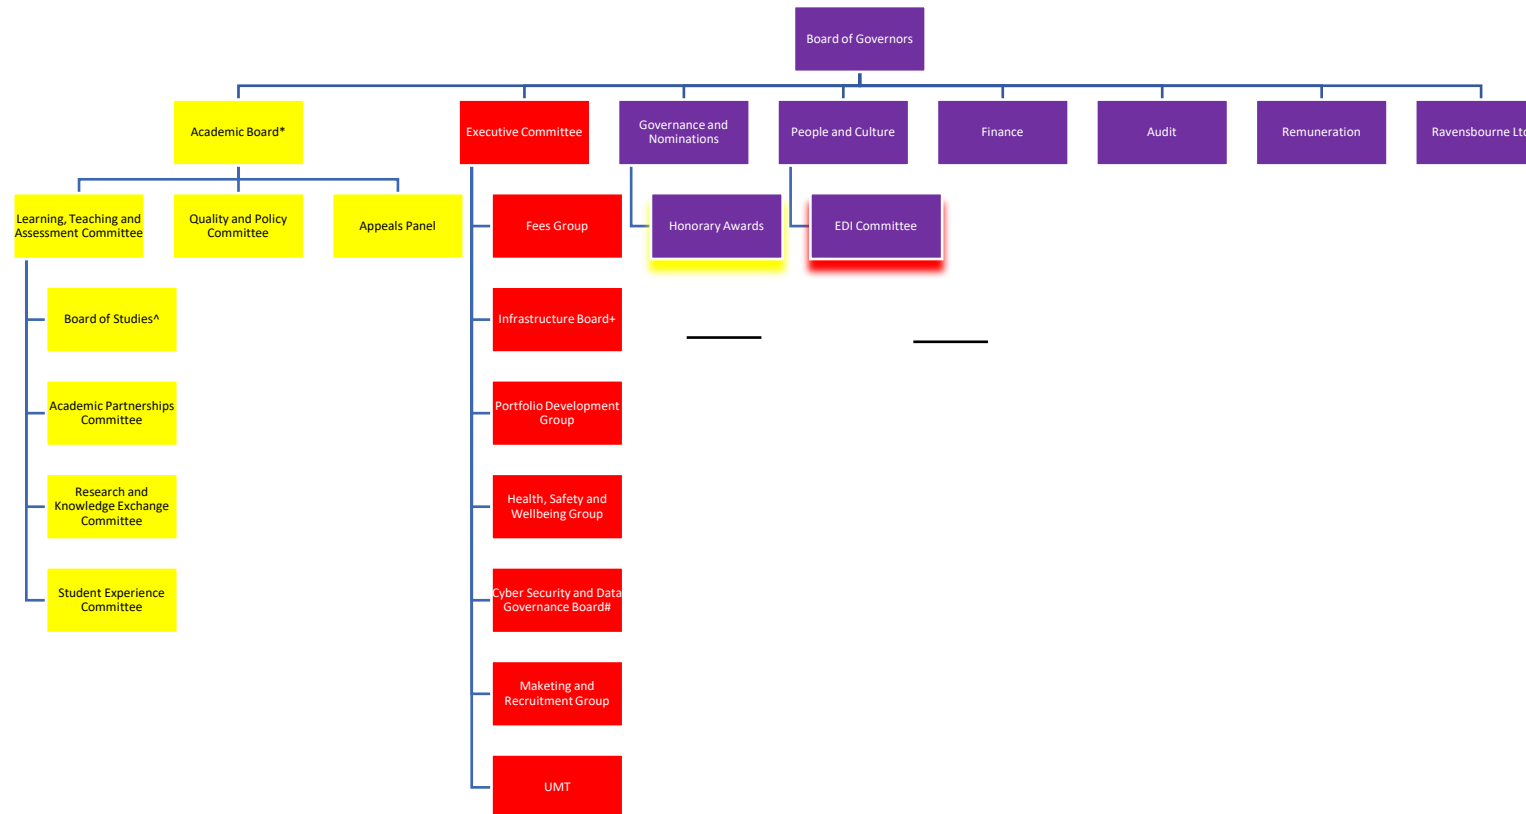 Board of Governors
Academic Board*
Executive Committee
Governance and
Nominations
People and Culture
Finance
Audit
Remuneration
Ravensbourne Ltd
Learning, Teaching and
Assessment Committee
Quality and Policy
Committee
Appeals Panel
Fees Group
Honorary Awards
EDI Committee
Board of Studies^
Infrastructure Board+
Academic Partnerships
Committee
Portfolio Development
Group
Research and
Knowledge Exchange
Committee
Health, Safety and
Wellbeing Group
Student Experience
Committee
Cyber Security and Data
Governance Board#
Maketing and
Recruitment Group
UMT